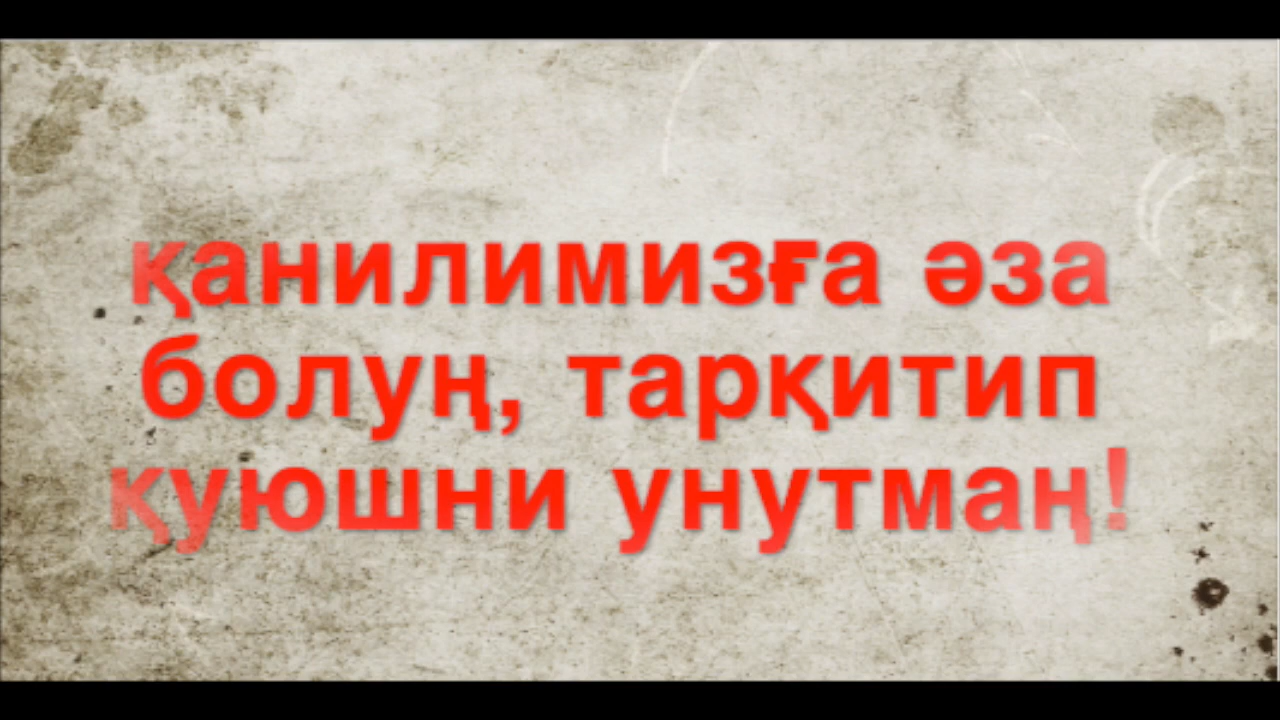 қанилимизға әза
болуң, тарқитип
қуюшни унутмаң!